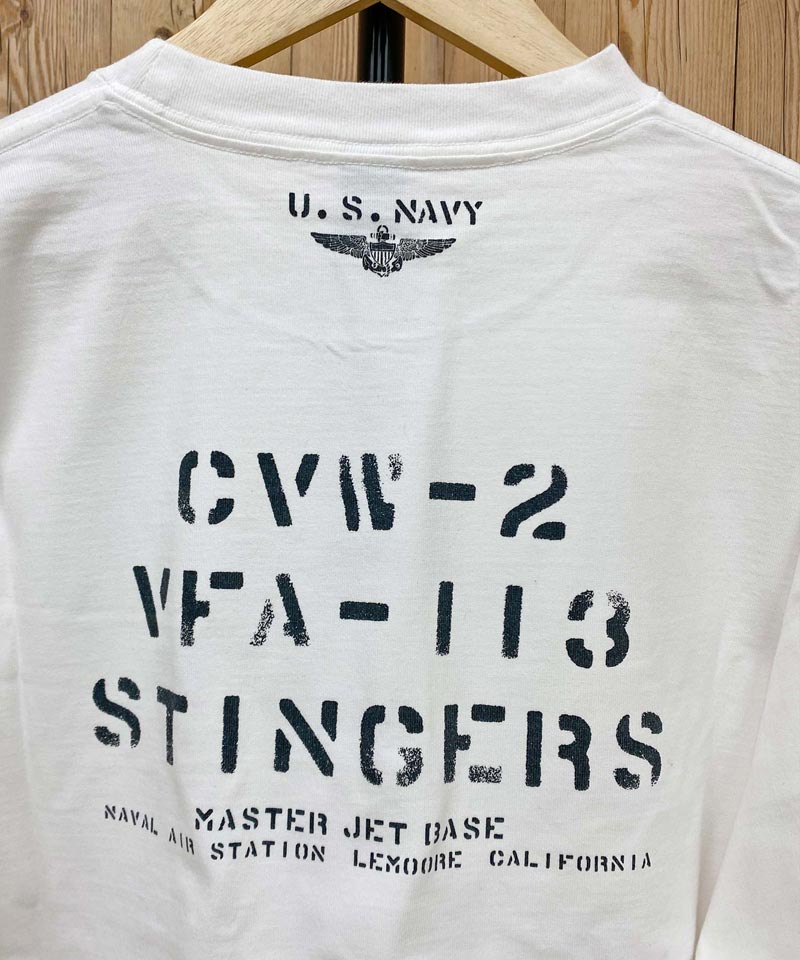 U.S.NAVY
CVW-2
VFA-113
STINGERS
MASTER JET BASE
NAVAL AIR STATION LEMOORE CALIFORNIA